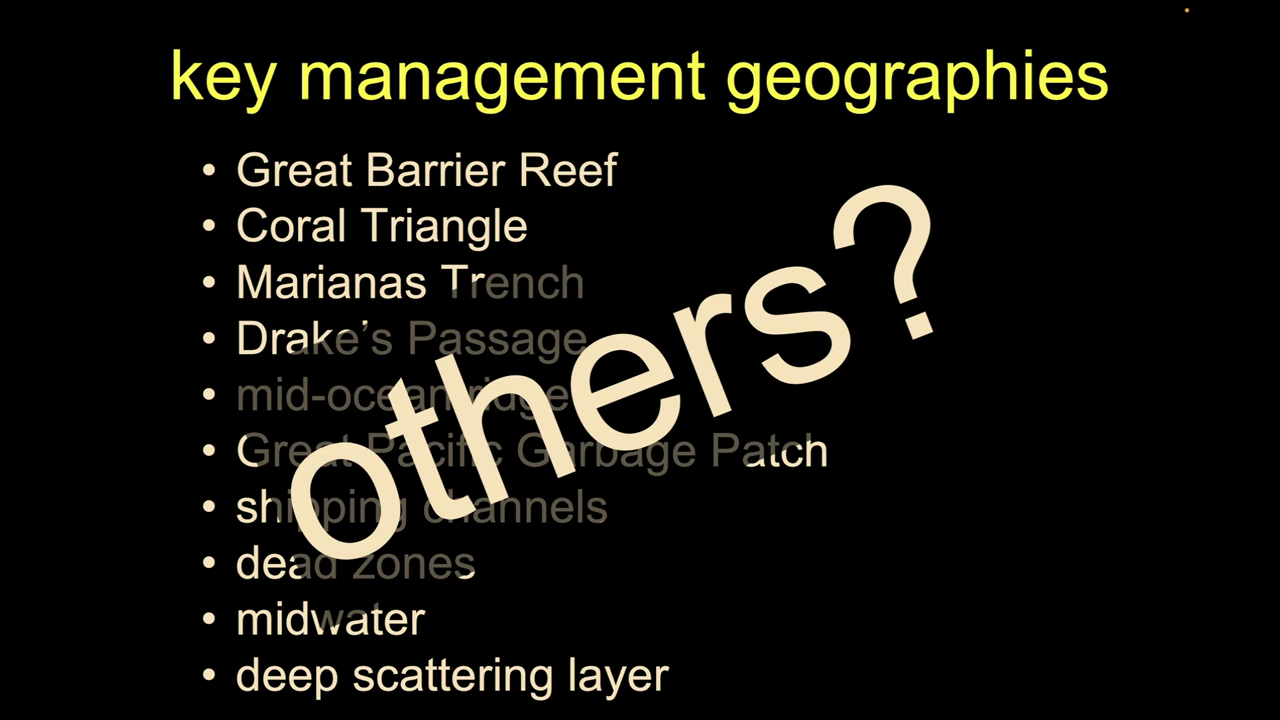 key management geographies
• Great Barrier Reef
• Coral Triangle
• Marianas Trench
• Drake's Passage
• mid-ocean ridge
• Great Pacific Garbage Patch
• shipping channels
• dead zones
• midwater
• deep scattering layer
others?